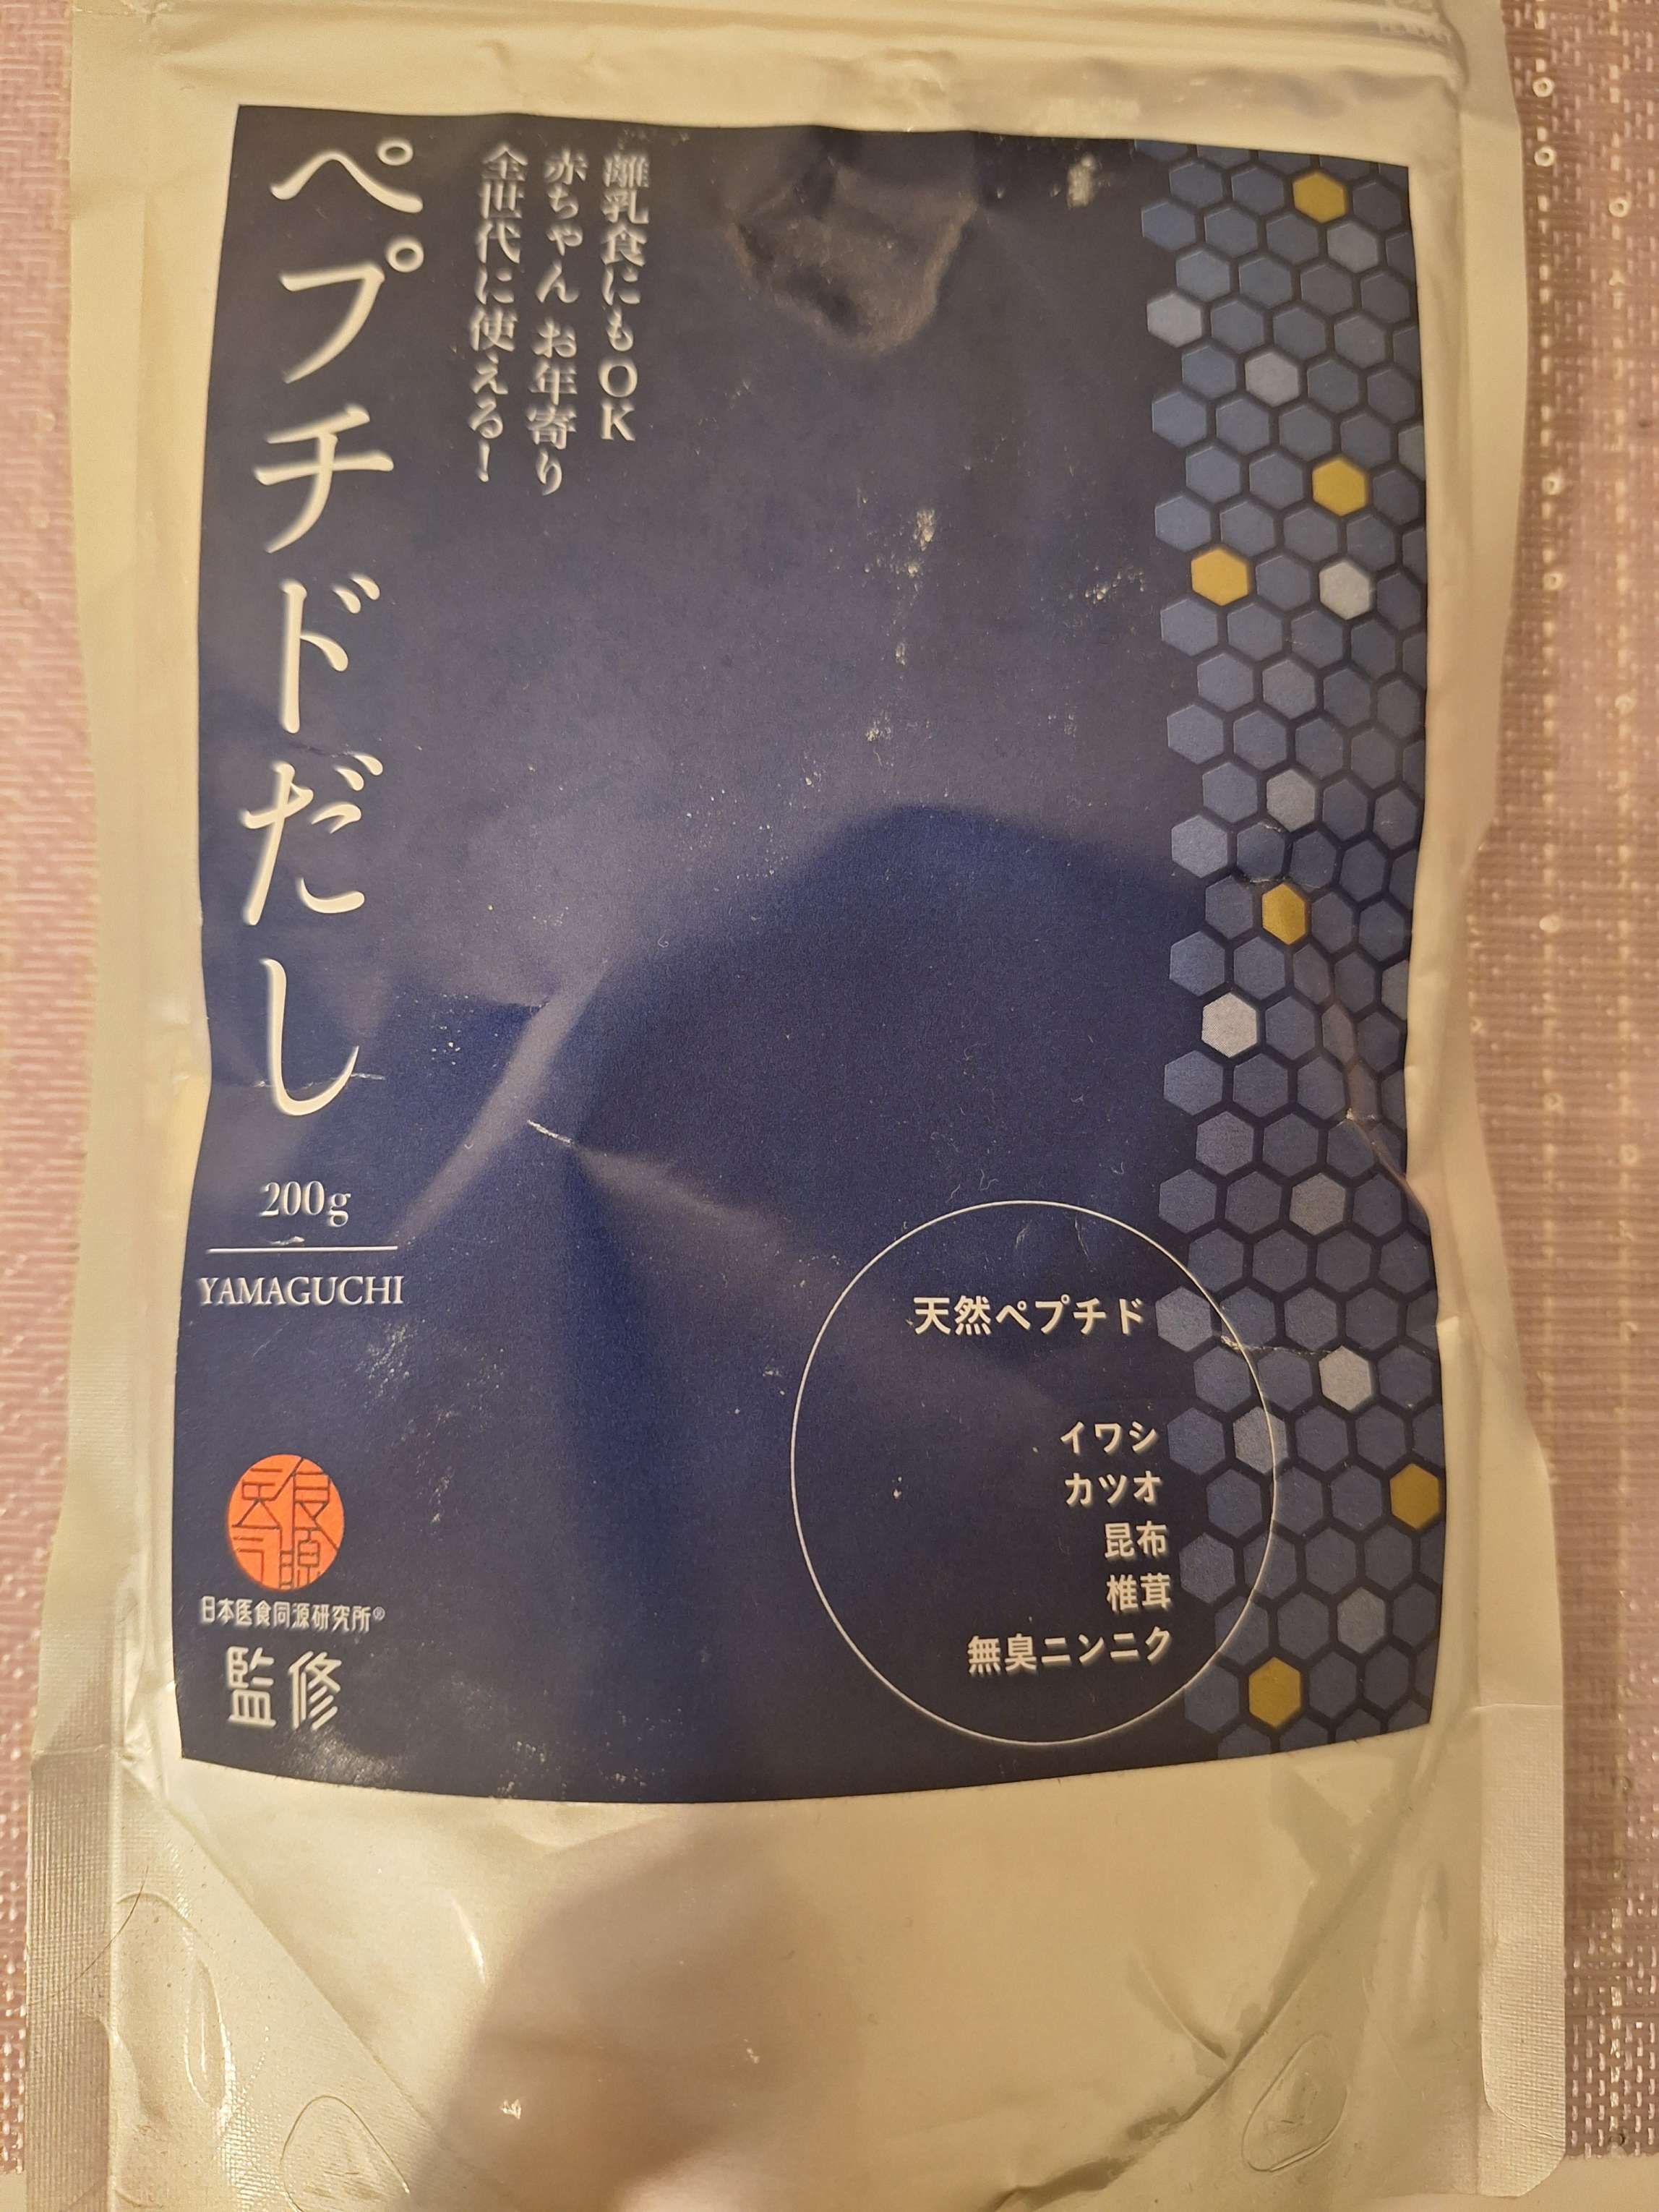 離乳食にもOK
赤ちゃん お年寄り
全世代に使える！
ペプチドだし
200g
YAMAGUCHI
天然ペプチド
イワシ
カツオ
昆布
椎茸
無臭ニンニク
日本医食同源研究所®
監修